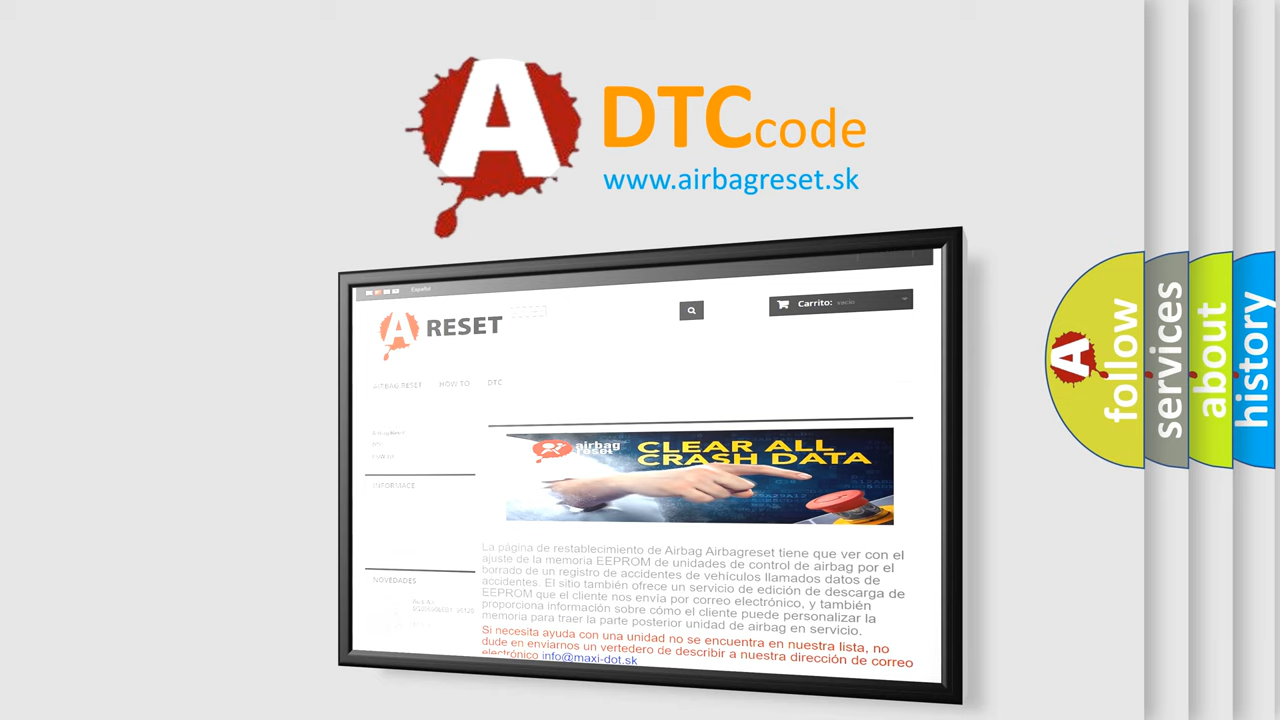 A
DTC code
www.airbagreset.sk
Español
A RESET
Carrito: vacío
AIRBAG RESET HOW TO DTC
INFORMACE
airbag
reset
CLEAR ALL
CRASH DATA
La página de restablecimiento de Airbag Airbagreset tiene que ver con el
ajuste de la memoria EEPROM de unidades de control de airbag por el
borrado de un registro de accidentes de vehículos llamados datos de
accidentes. El sitio también ofrece un servicio de edición de descarga de
EEPROM que el cliente nos envía por correo electrónico, y también
proporciona información sobre cómo el cliente puede personalizar la
memoria para traer la parte posterior unidad de airbag en servicio.
Si necesita ayuda con una unidad no se encuentra en nuestra lista, no
dude en enviarnos un vertedero de describir a nuestra dirección de correo
electrónico info@maxi-dot.sk
NOVEDADES
A
follow
services
about
history